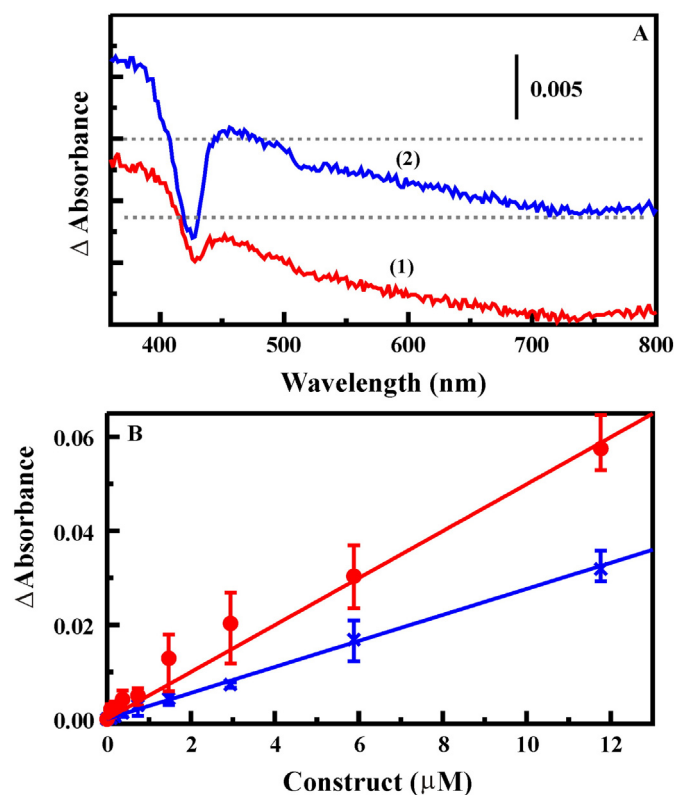 A
0.005
(2)
(1)
Δ Absorbance
400 500 600 700 800
Wavelength (nm)
B
0.06
0.04
0.02
0.00
ΔAbsorbance
0 2 4 6 8 10 12
Construct (μM)